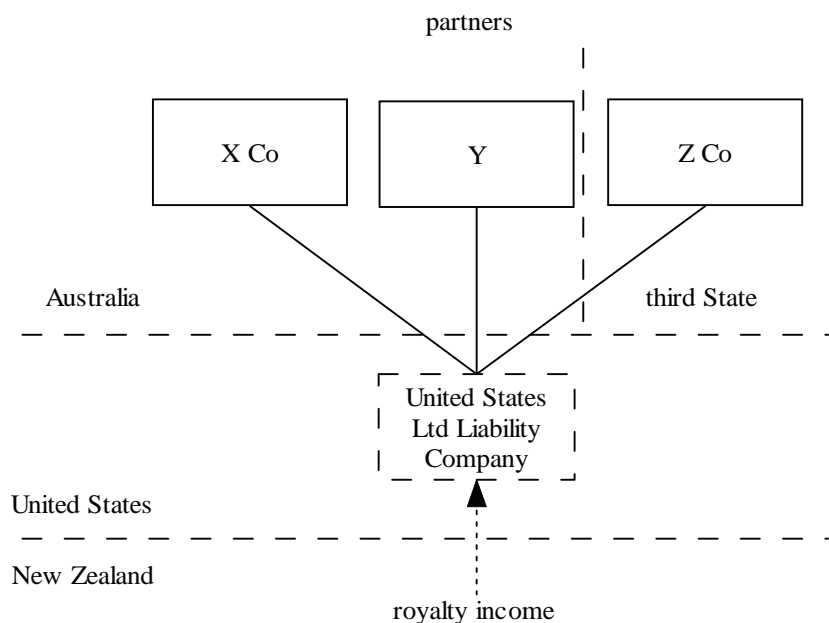 partners
X Co
Y
Z Co
Australia
third State
United States
Ltd Liability
Company
United States
New Zealand
royalty income